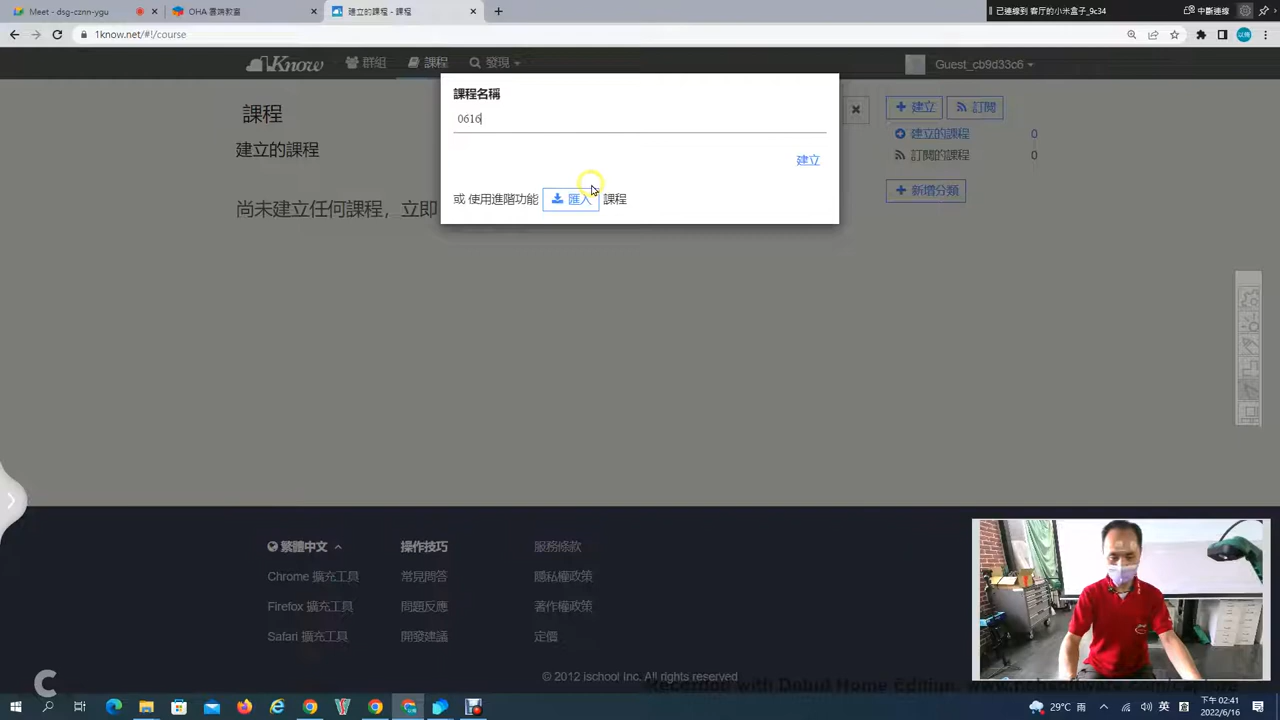 Meet - dsg-cznn-ygu
OHA 雲端教室
建立的課程 - 課程
已連線到 客厅的小米盒子_9c34
中斷連線
1know.net/#!/course
1Know
群組
課程
發現
Guest_cb9d33c6
課程名稱
0616
建立
或 使用進階功能 匯入 課程
課程
建立的課程
尚未建立任何課程，立即
建立
訂閱
建立的課程 0
訂閱的課程 0
新增分類
繁體中文
Chrome 擴充工具
Firefox 擴充工具
Safari 擴充工具
操作技巧
常見問答
問題反應
開發建議
服務條款
隱私權政策
著作權政策
定價
© 2012 ischool Inc. All rights reserved
29°C 雨
英
下午 02:41
2022/6/16